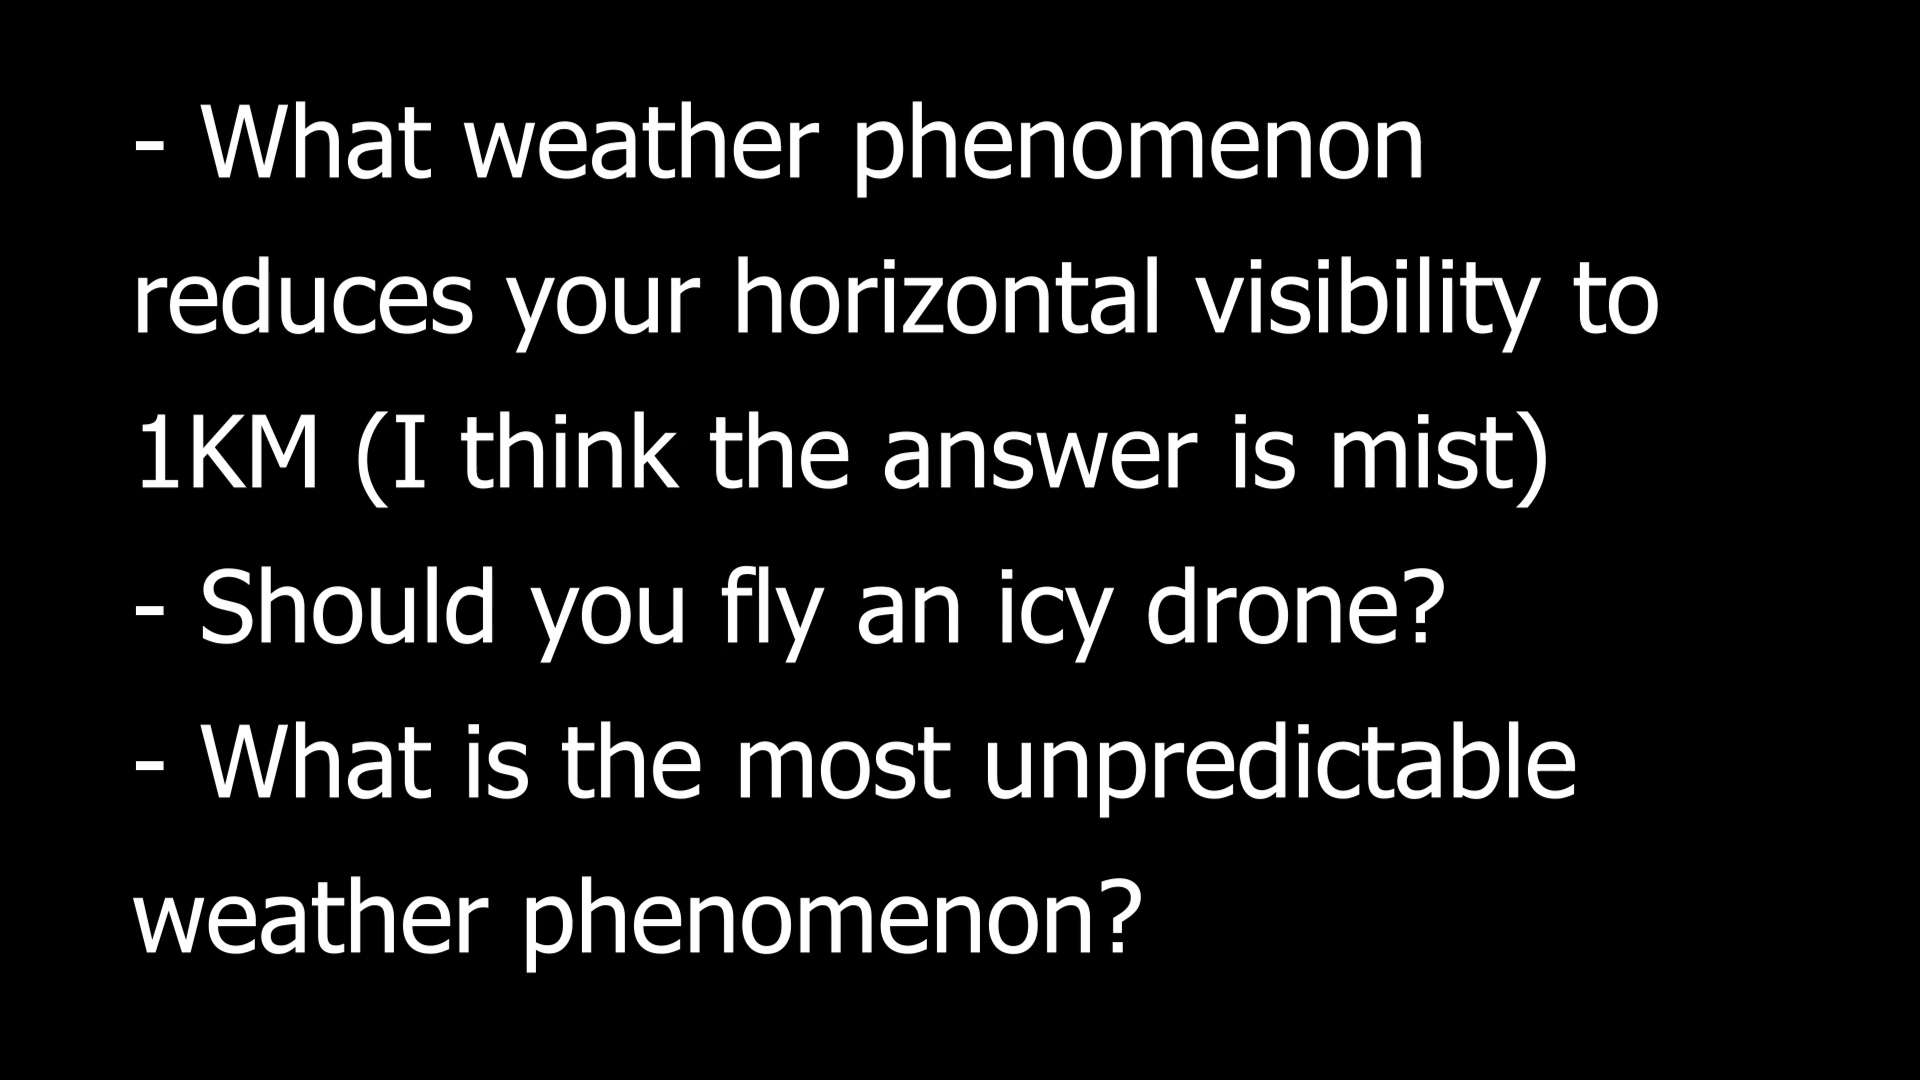 - What weather phenomenon
reduces your horizontal visibility to
1KM (I think the answer is mist)
- Should you fly an icy drone?
- What is the most unpredictable
weather phenomenon?